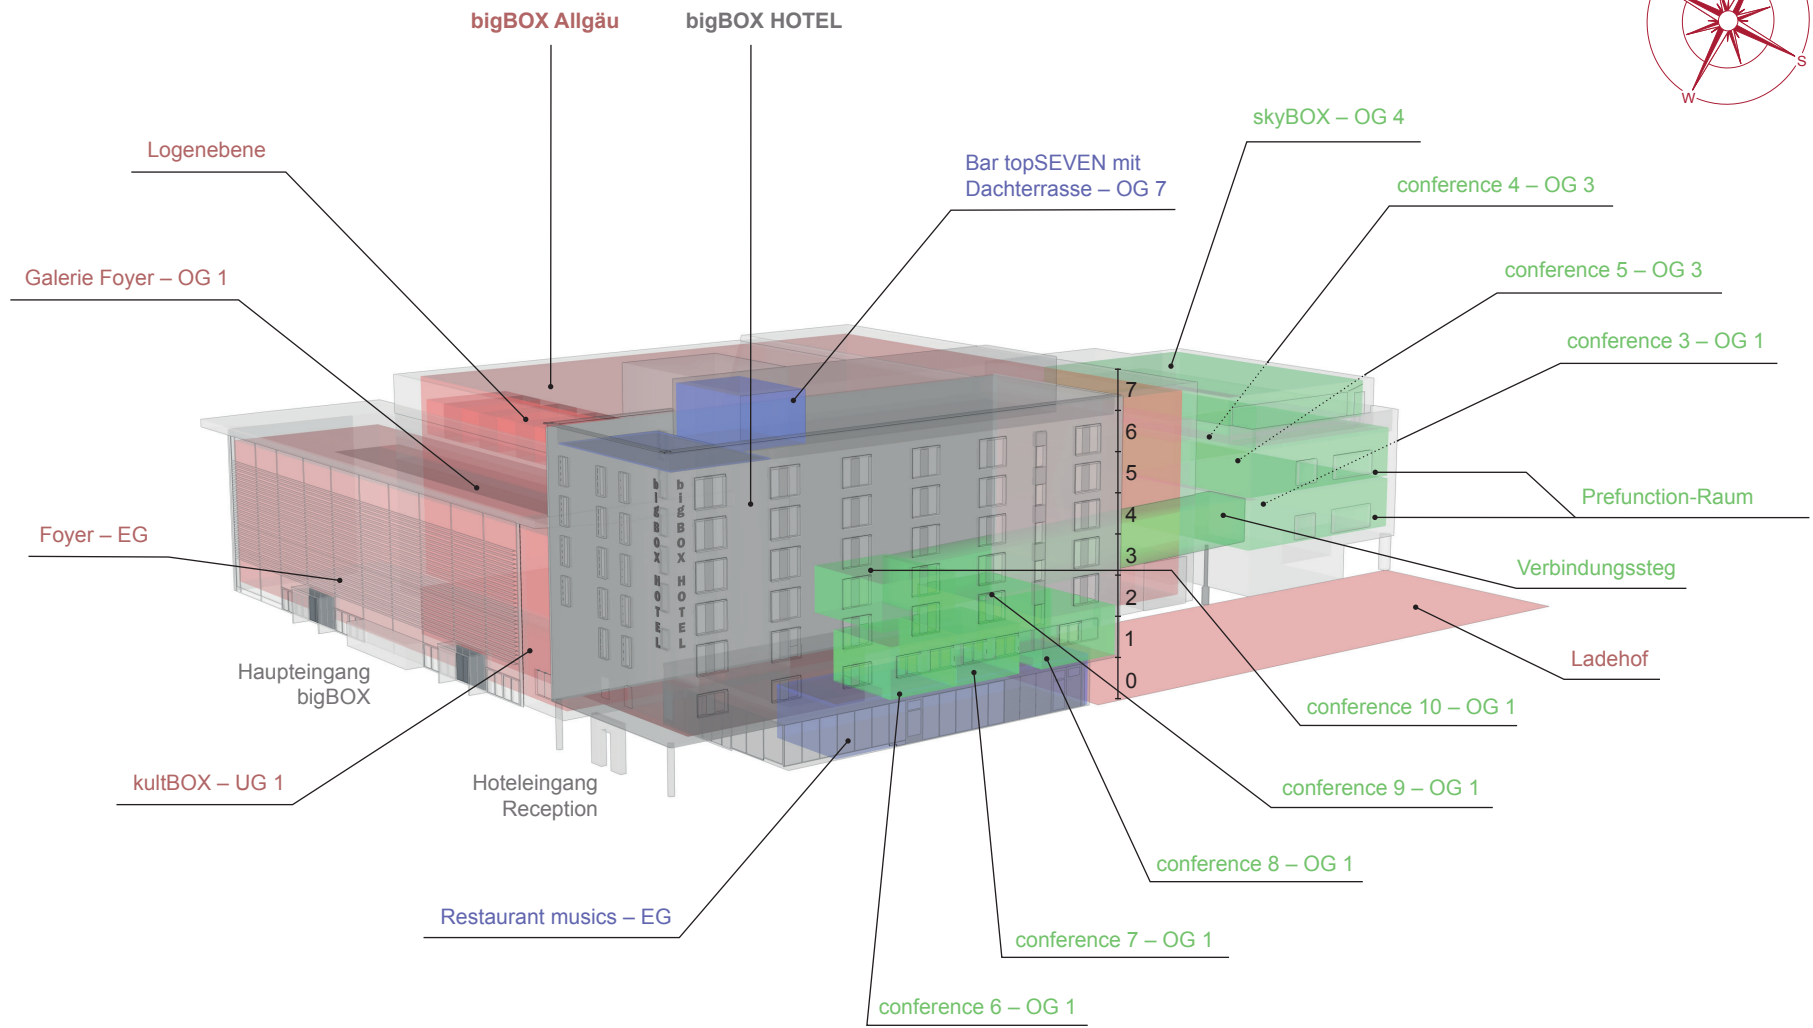 bigBOX Allgäu
bigBOX HOTEL
S
W
skyBOX – OG 4
Logenebene
Bar topSEVEN mit
Dachterrasse – OG 7
conference 4 – OG 3
Galerie Foyer – OG 1
conference 5 – OG 3
conference 3 – OG 1
7
6
5
4
3
2
1
0
bigBOX HOTEL
bigBOX HOTEL
Prefunction-Raum
Foyer – EG
Verbindungssteg
Haupteingang
bigBOX
Ladehof
conference 10 – OG 1
kultBOX – UG 1
Hoteleingang
Reception
conference 9 – OG 1
conference 8 – OG 1
Restaurant musics – EG
conference 7 – OG 1
conference 6 – OG 1